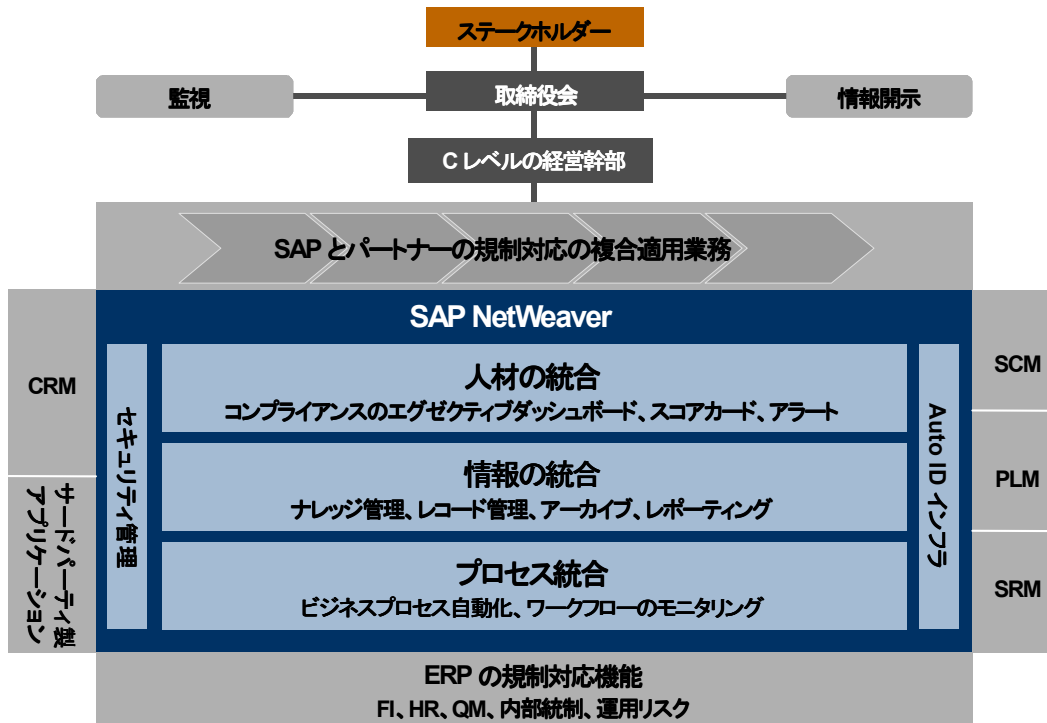 ステークホルダー
監視
取締役会
情報開示
C レベルの経営幹部
SAP とパートナーの規制対応の複合適用業務
SAP NetWeaver
CRM
サードパーティ製
アプリケーション
セキュリティ管理
人材の統合
コンプライアンスのエグゼクティブダッシュボード、スコアカード、アラート
情報の統合
ナレッジ管理、レコード管理、アーカイブ、レポーティング
プロセス統合
ビジネスプロセス自動化、ワークフローのモニタリング
Auto ID インフラ
SCM
PLM
SRM
ERP の規制対応機能
FI、HR、QM、内部統制、運用リスク